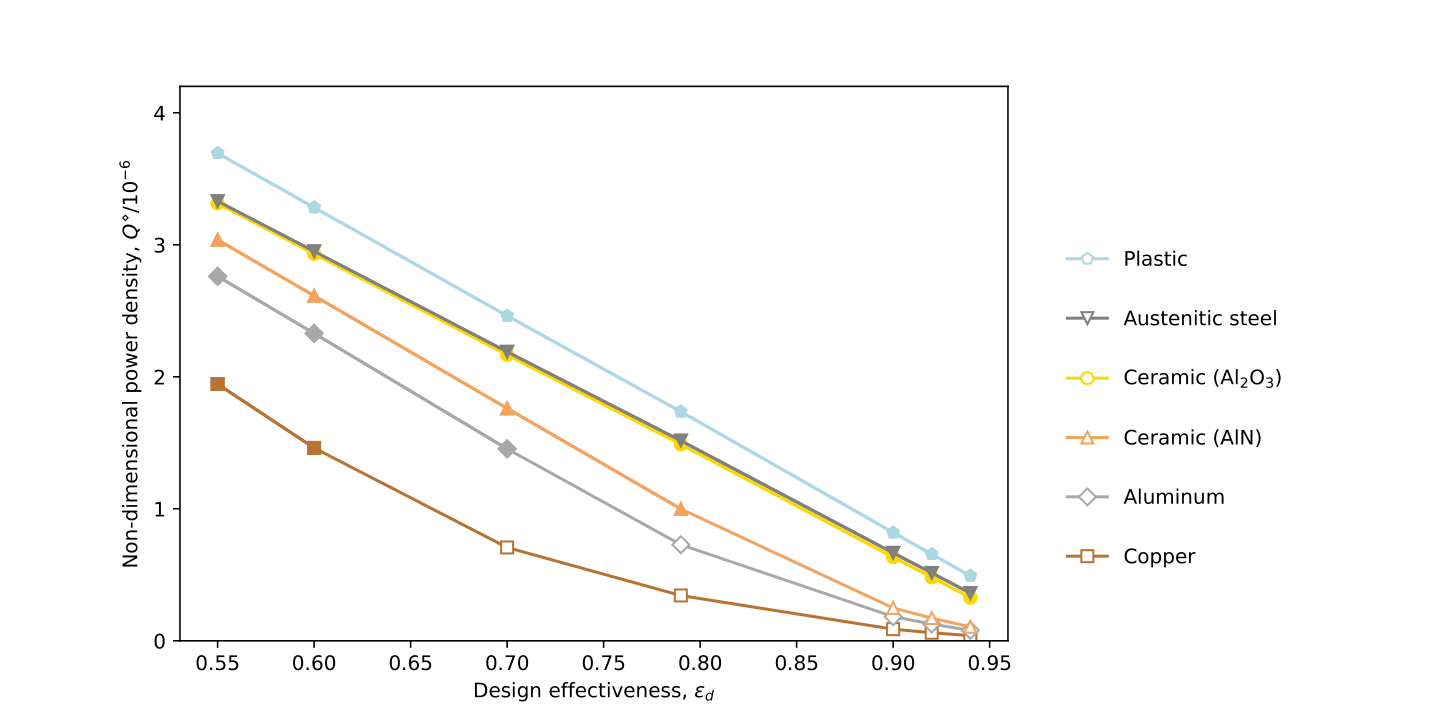 4
3
2
1
0
Non-dimensional power density, Q°/10⁻⁶
0.55 0.60 0.65 0.70 0.75 0.80 0.85 0.90 0.95
Design effectiveness, ε_d
Plastic
Austenitic steel
Ceramic (Al₂O₃)
Ceramic (AlN)
Aluminum
Copper